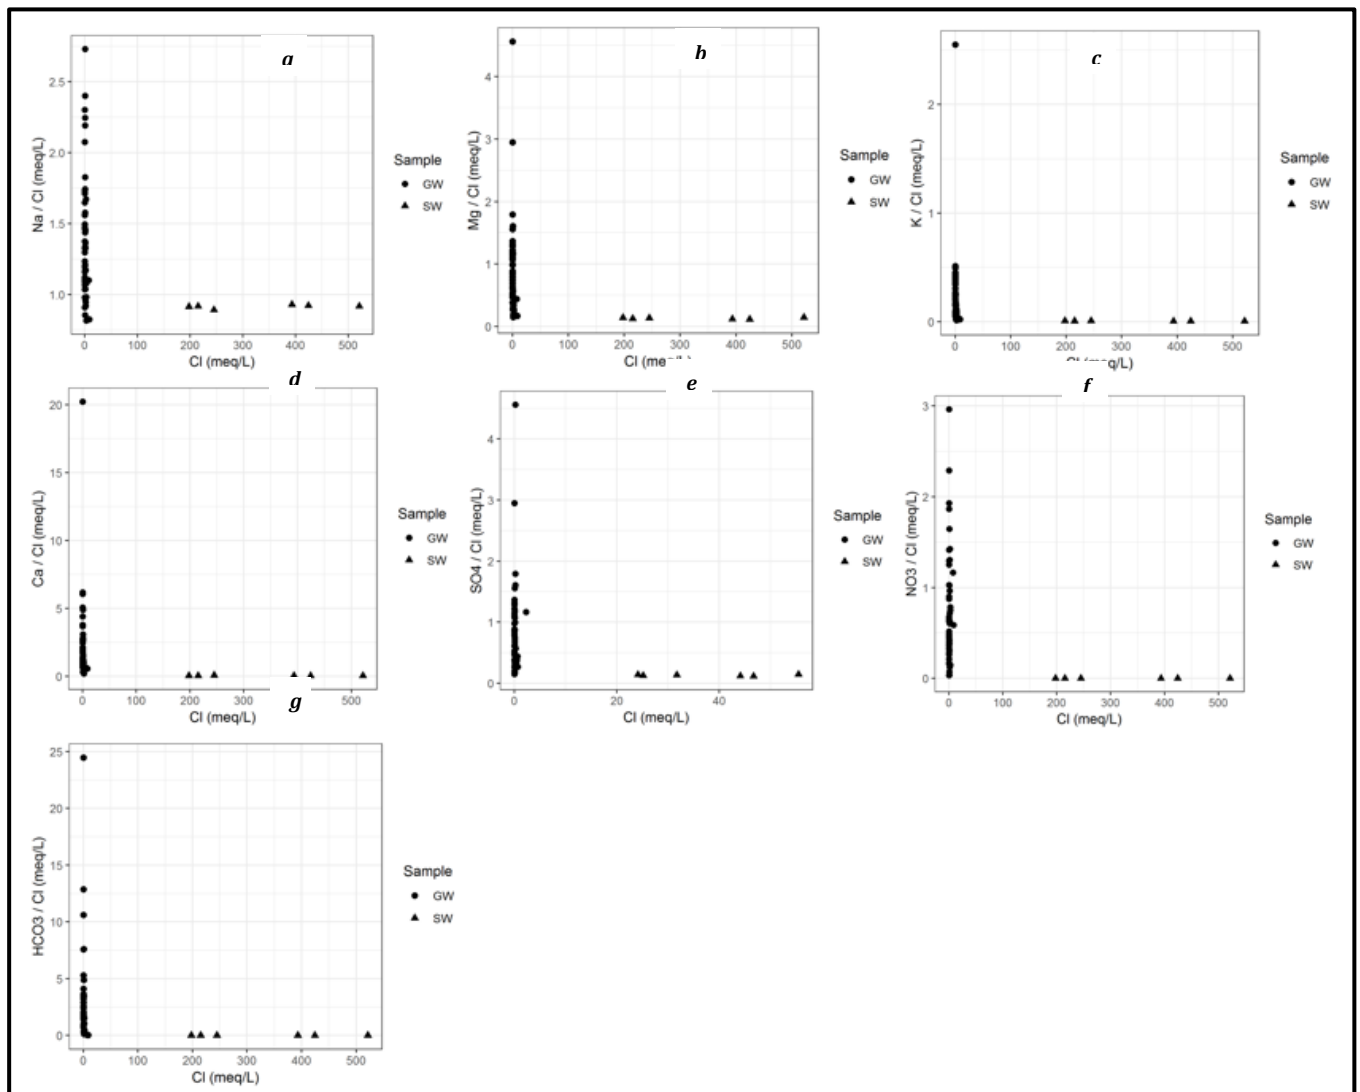 a
2.5
2.0
1.5
1.0
Na / Cl (meq/L)
0 100 200 300 400 500
Cl (meq/L)
Sample
GW
SW
b
4
3
2
1
0
Mg / Cl (meq/L)
0 100 200 300 400 500
Cl (meq/L)
Sample
GW
SW
c
2
1
0
K / Cl (meq/L)
0 100 200 300 400 500
Cl (meq/L)
Sample
GW
SW
d
20
15
10
5
0
Ca / Cl (meq/L)
0 100 200 300 400 500
Cl (meq/L)
Sample
GW
SW
e
4
3
2
1
0
SO4 / Cl (meq/L)
0 20 40
Cl (meq/L)
Sample
GW
SW
f
3
2
1
0
NO3 / Cl (meq/L)
0 100 200 300 400 500
Cl (meq/L)
Sample
GW
SW
g
25
20
15
10
5
0
HCO3 / Cl (meq/L)
0 100 200 300 400 500
Cl (meq/L)
Sample
GW
SW